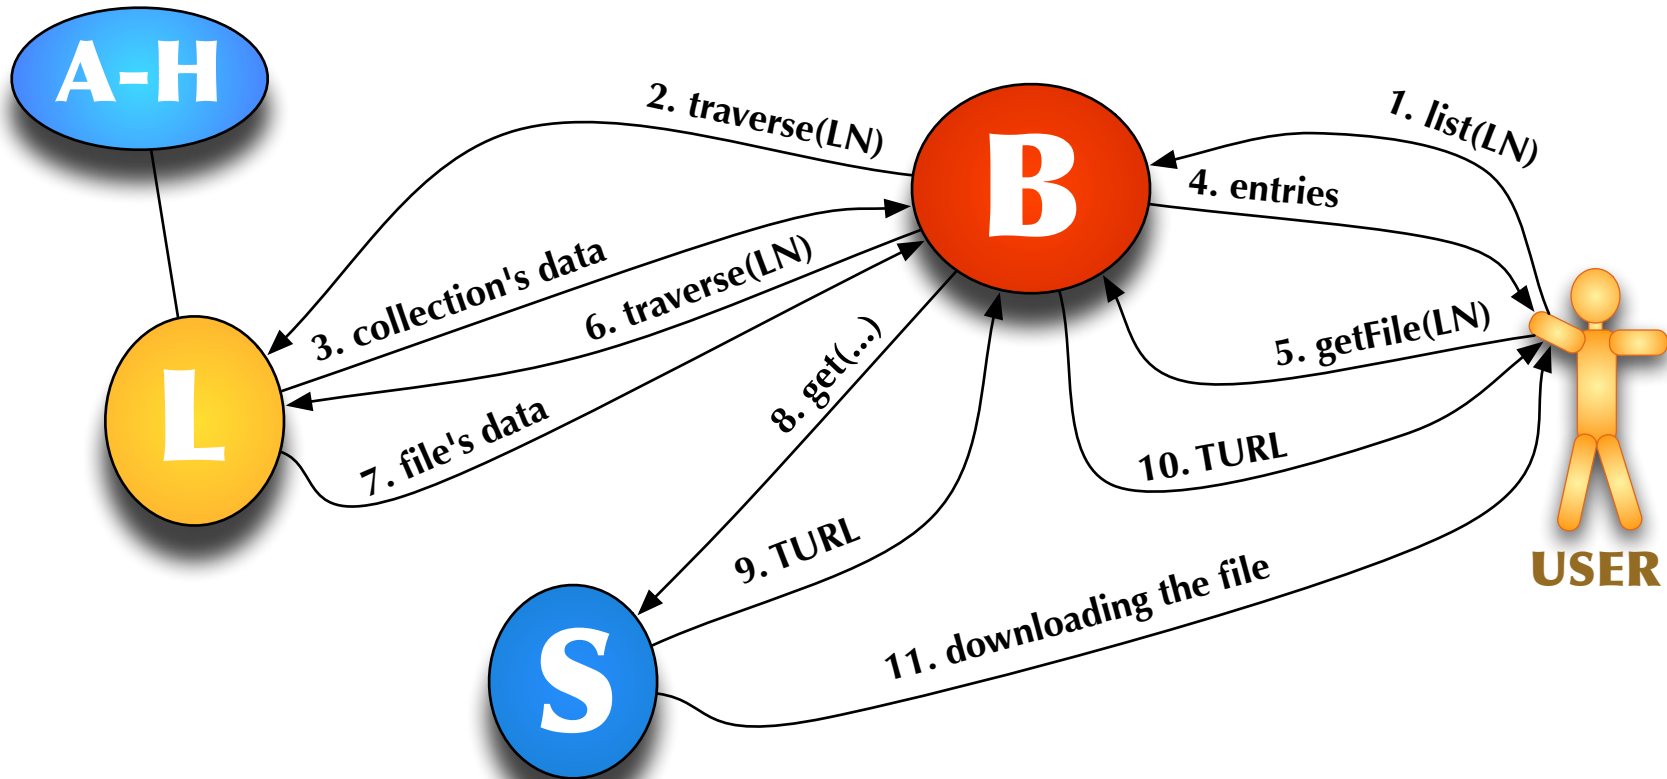 A-H
B
L
S
USER
1. list(LN)
2. traverse(LN)
3. collection's data
4. entries
5. getFile(LN)
6. traverse(LN)
7. file's data
8. get(...)
9. TURL
10. TURL
11. downloading the file